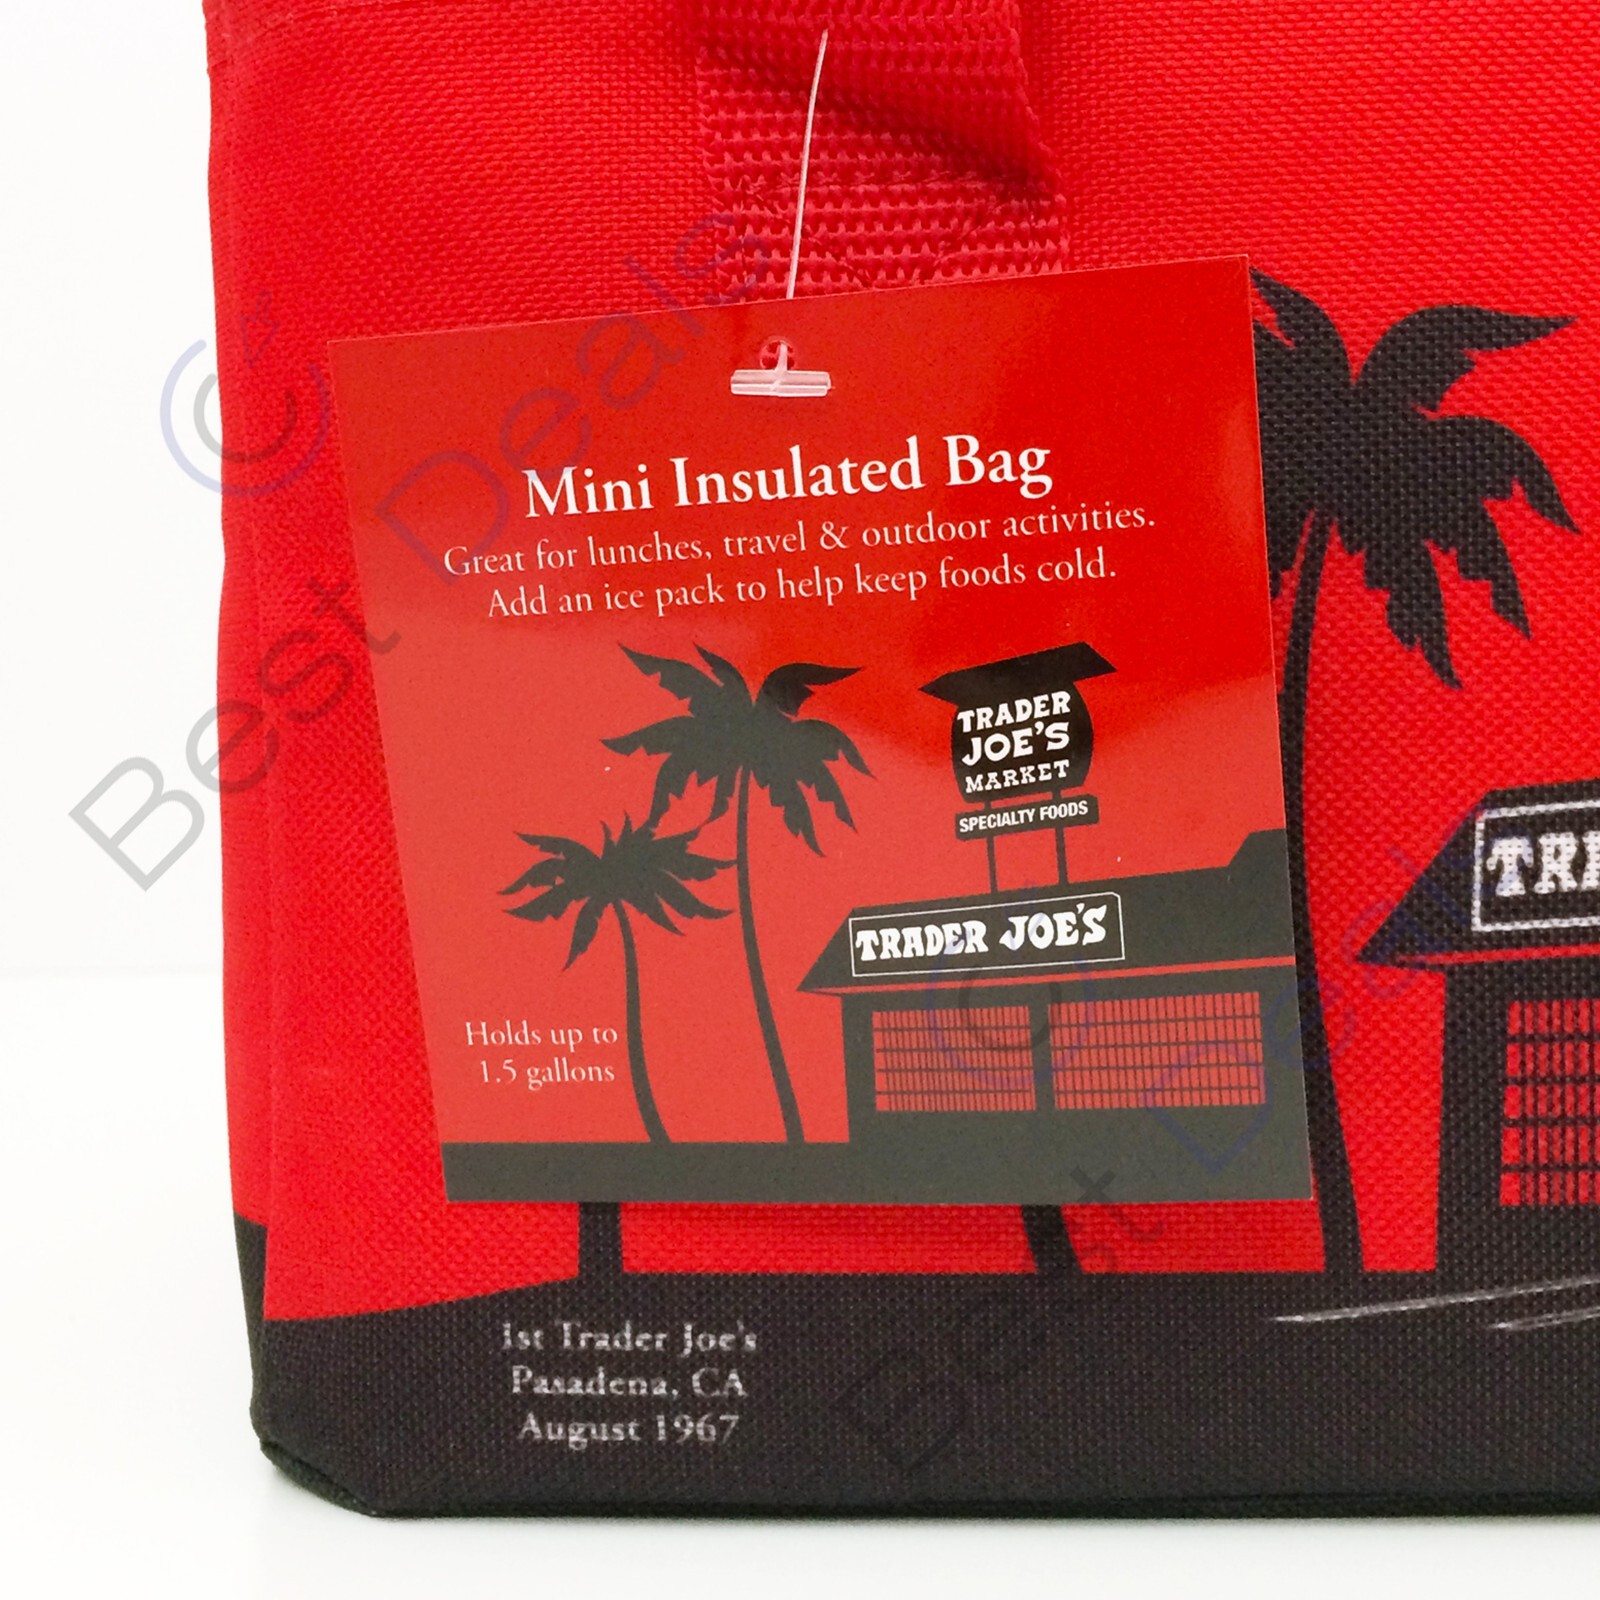 Mini Insulated Bag
Great for lunches, travel & outdoor activities.
Add an ice pack to help keep foods cold.
TRADER
JOE'S
MARKET
SPECIALTY FOODS
TRADER JOE'S
Holds up to
1.5 gallons
1st Trader Joe's
Pasadena, CA
August 1967
© Best Deals
© Best Deals